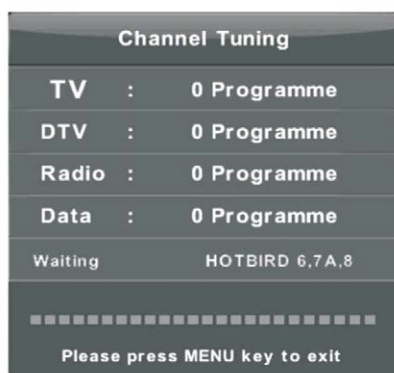 Channel Tuning
TV : 0 Programme
DTV : 0 Programme
Radio : 0 Programme
Data : 0 Programme
Waiting HOTBIRD 6,7A,8
Please press MENU key to exit